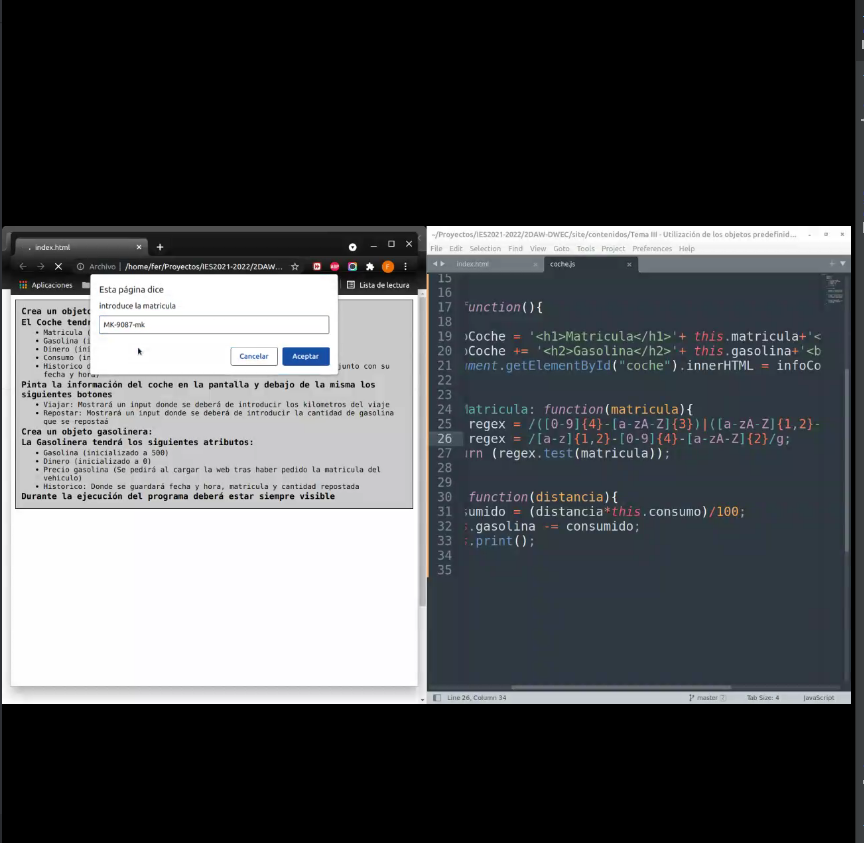 index.html
Archivo | /home/fer/Proyectos/IES2021-2022/2DAW...
Aplicaciones
Lista de lectura
Esta página dice
introduce la matricula
MK-9087-mk
Cancelar
Aceptar
Crea un objeto
El Coche tendr
Matricula (
Gasolina (i
Dinero (ini
Consumo (in
Historico d
junto con su
fecha y hora)
Pinta la información del coche en la pantalla y debajo de la misma los
siguientes botones
Viajar: Mostrará un input donde se deberá de introducir los kilometros del viaje
Repostar: Mostrará un input donde se deberá de introducir la cantidad de gasolina
que se repostaá
Crea un objeto gasolinera:
La Gasolinera tendrá los siguientes atributos:
Gasolina (inicializado a 500)
Dinero (inicializado a 0)
Precio gasolina (Se pedirá al cargar la web tras haber pedido la matricula del
vehiculo)
Historico: Donde se guardará fecha y hora, matricula y cantidad repostada
Durante la ejecución del programa deberá estar siempre visible
~/Proyectos/IES2021-2022/2DAW-DWEC/site/contenidos/Tema III - Utilización de los objetos predefinid...
File Edit Selection Find View Goto Tools Project Preferences Help
index.html
coche.js
15
16
17 function(){
18
19 oCoche = '<h1>Matricula</h1>'+ this.matricula+'<
20 oCoche += '<h2>Gasolina</h2>'+ this.gasolina+'<b
21 ument.getElementById("coche").innerHTML = infoCo
22
23
24 Matricula: function(matricula){
25 regex = /([0-9]{4}-[a-zA-Z]{3})|([a-zA-Z]{1,2}-
26 regex = /[a-z]{1,2}-[0-9]{4}-[a-zA-Z]{2}/g;
27 urn (regex.test(matricula));
28
29
30 function(distancia){
31 sumido = (distancia*this.consumo)/100;
32 .gasolina -= consumido;
33 .print();
34
35
Line 26, Column 34
master
Tab Size: 4
JavaScript